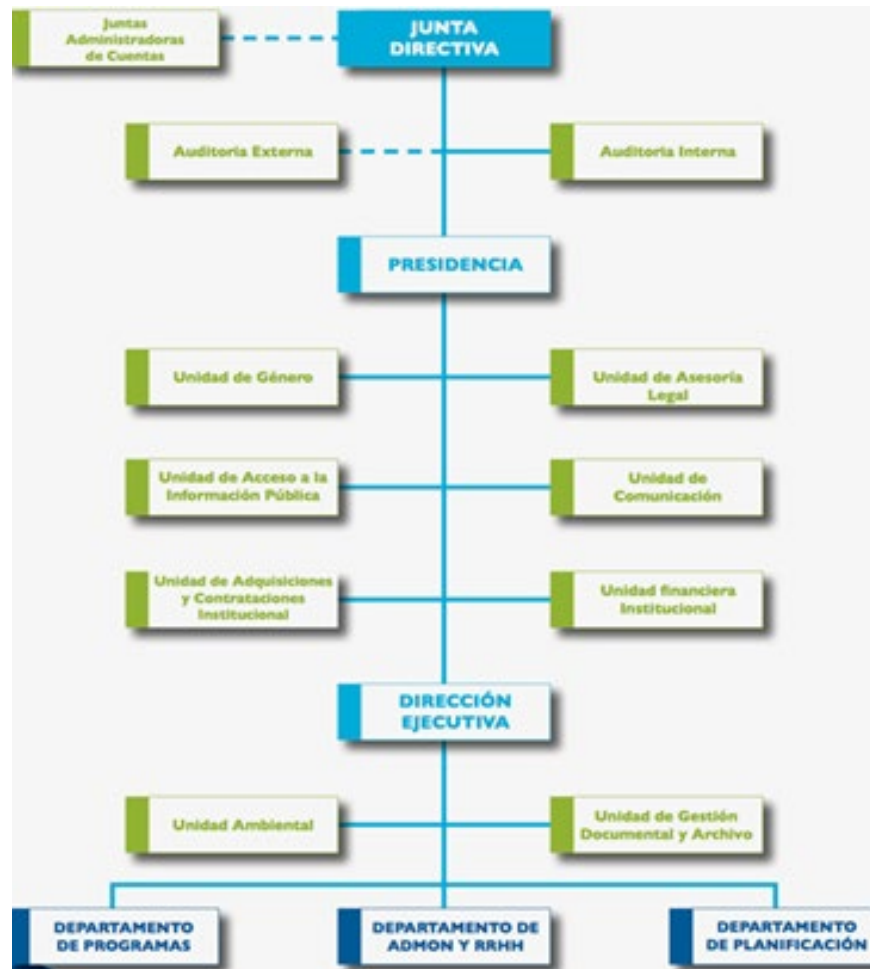 Juntas
Administradoras
de Cuentas
JUNTA
DIRECTIVA
Auditoria Externa
Auditoria Interna
PRESIDENCIA
Unidad de Género
Unidad de Asesoría
Legal
Unidad de Acceso a la
Información Pública
Unidad de
Comunicación
Unidad de Adquisiciones
y Contrataciones
Institucional
Unidad financiera
Institucional
DIRECCIÓN
EJECUTIVA
Unidad Ambiental
Unidad de Gestión
Documental y Archivo
DEPARTAMENTO
DE PROGRAMAS
DEPARTAMENTO DE
ADMON Y RRHH
DEPARTAMENTO
DE PLANIFICACIÓN